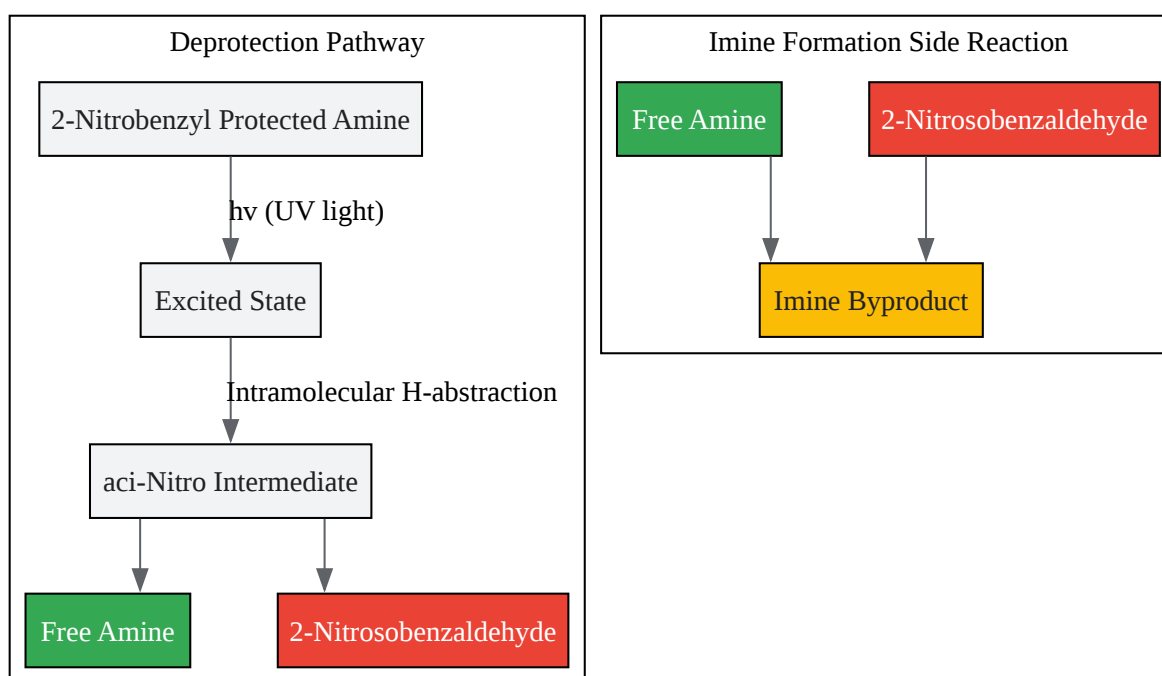 Deprotection Pathway
2-Nitrobenzyl Protected Amine
hv (UV light)
Excited State
Intramolecular H-abstraction
aci-Nitro Intermediate
Free Amine
2-Nitrosobenzaldehyde
Imine Formation Side Reaction
Free Amine
2-Nitrosobenzaldehyde
Imine Byproduct